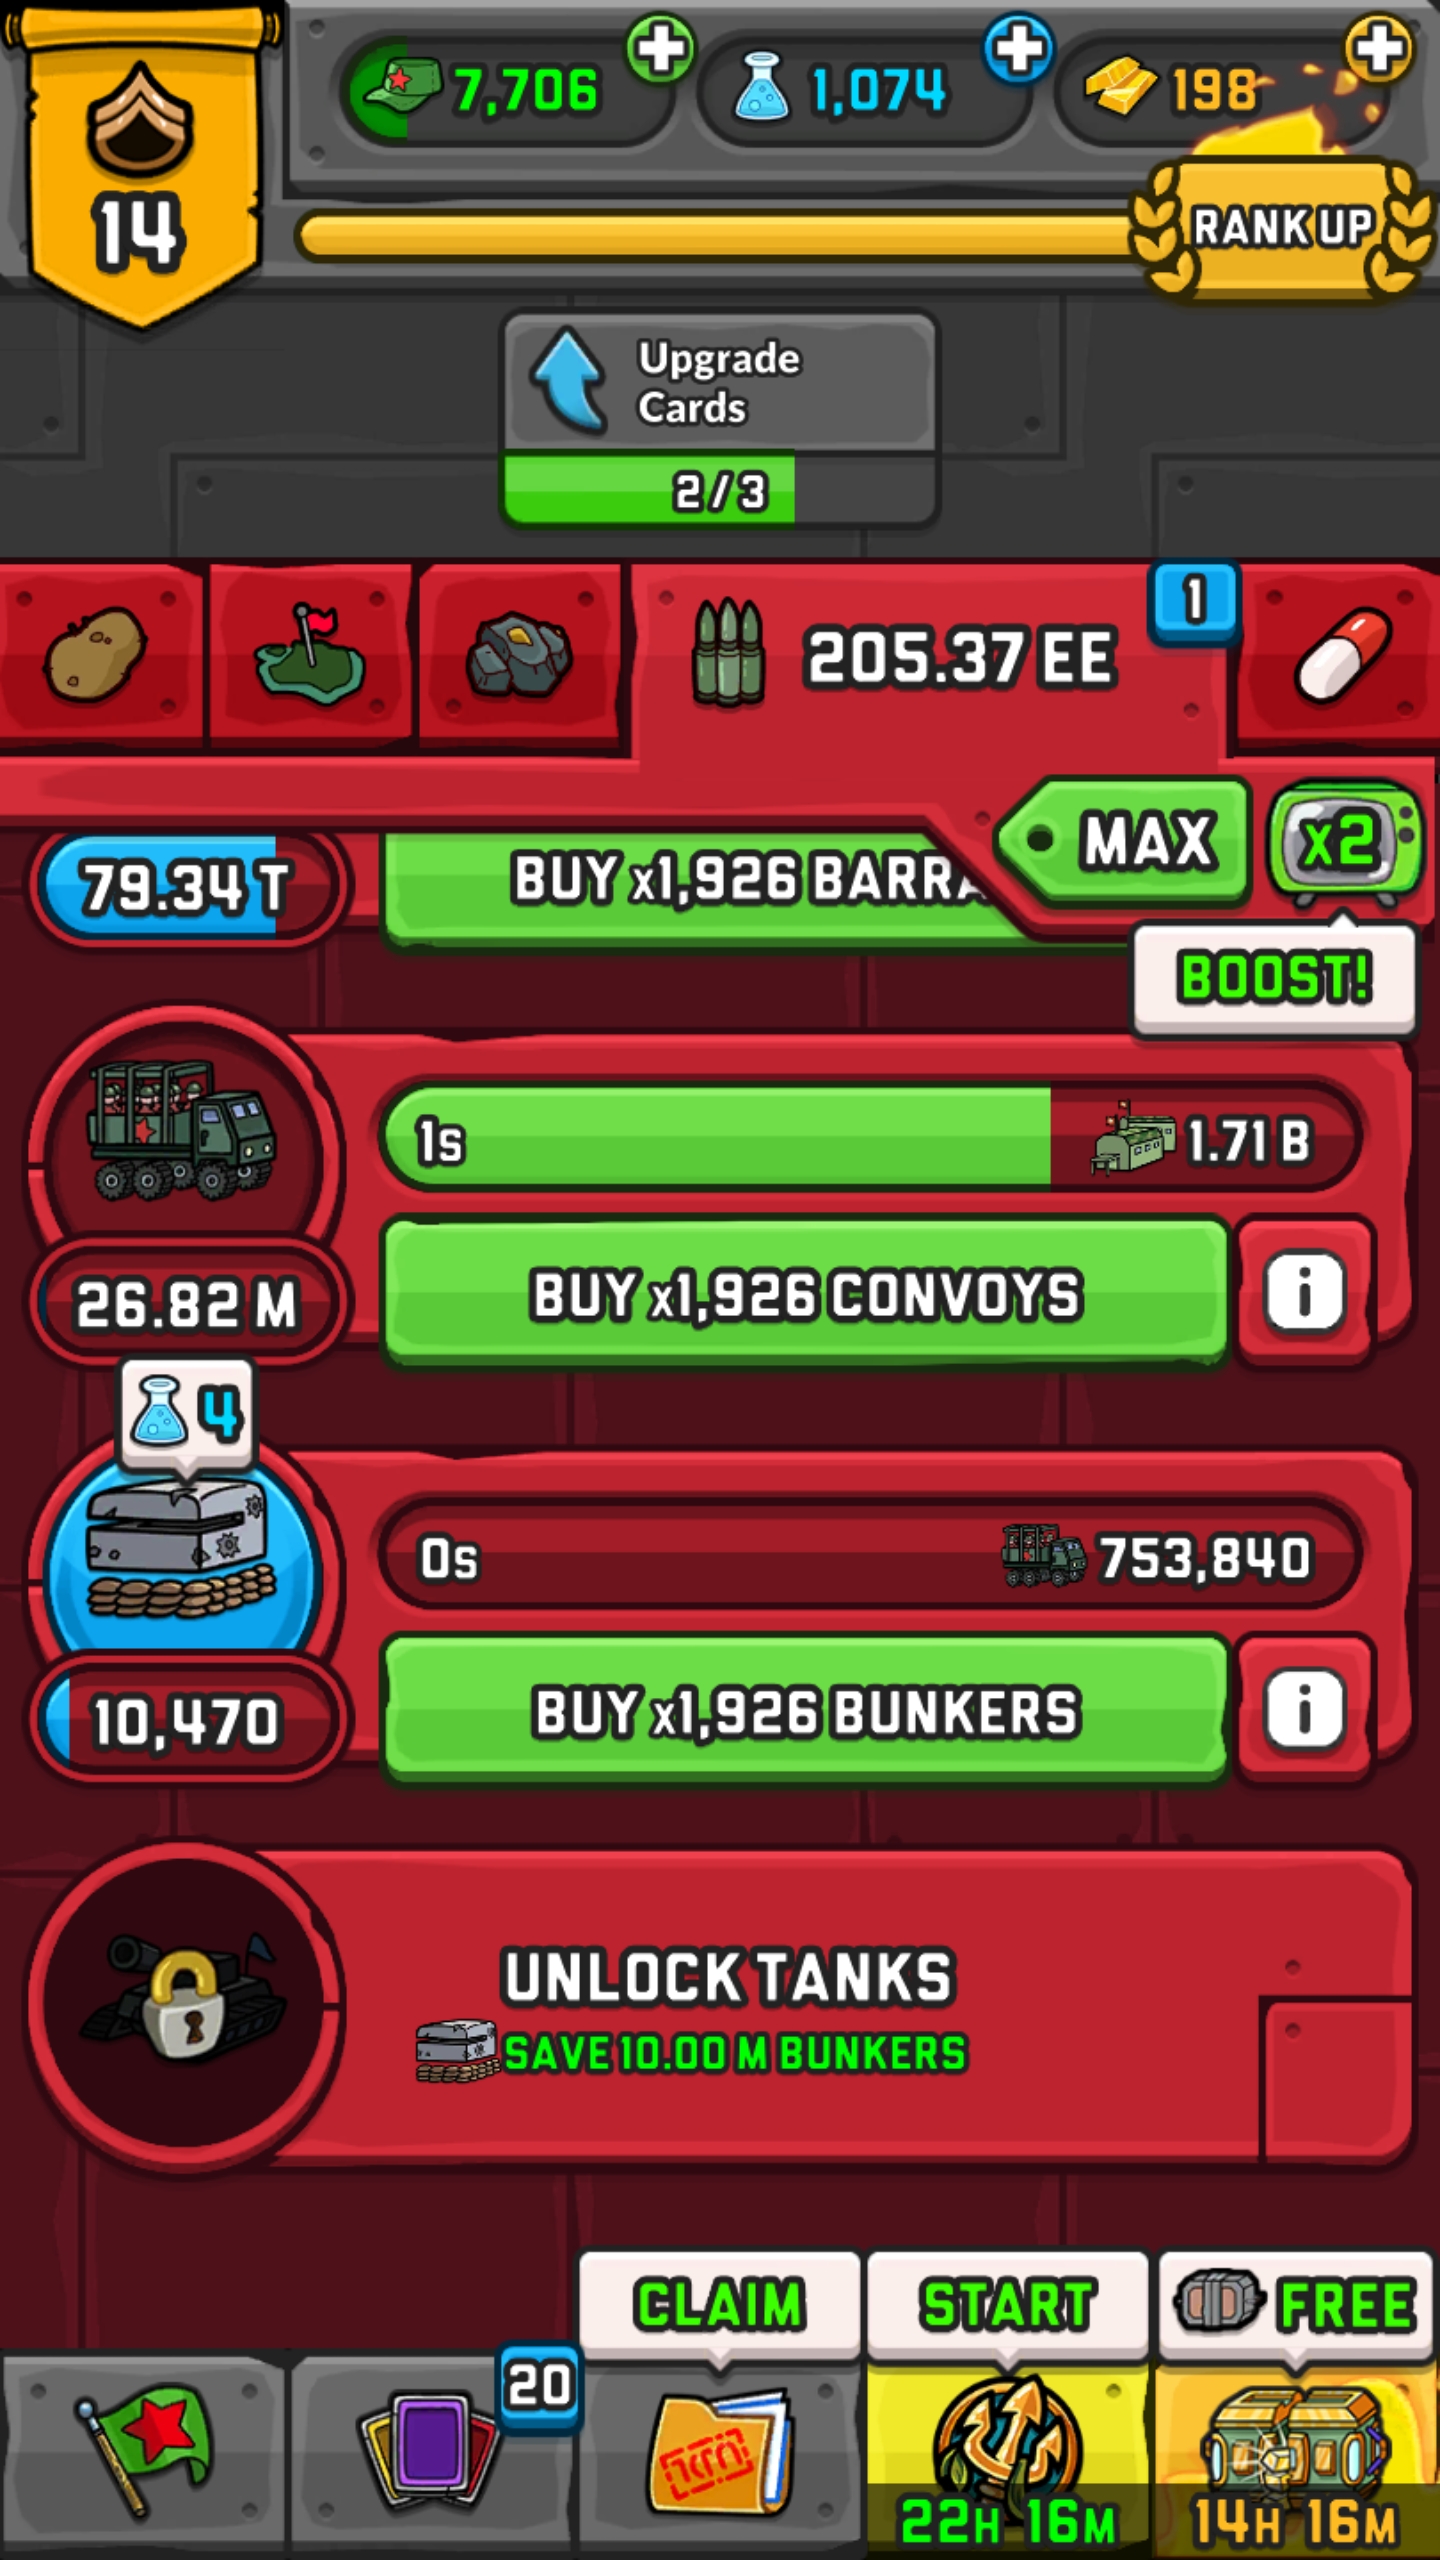 7,706
1,074
198
14
RANK UP
Upgrade
Cards
2/3
205.37 EE
1
MAX
x2
79.34 T
BUY x1,926 BARRA
BOOST!
1s
1.71 B
26.82 M
BUY x1,926 CONVOYS
4
0s
753,840
10,470
BUY x1,926 BUNKERS
UNLOCK TANKS
SAVE 10.00 M BUNKERS
CLAIM
START
FREE
20
22H 16M
14H 16M